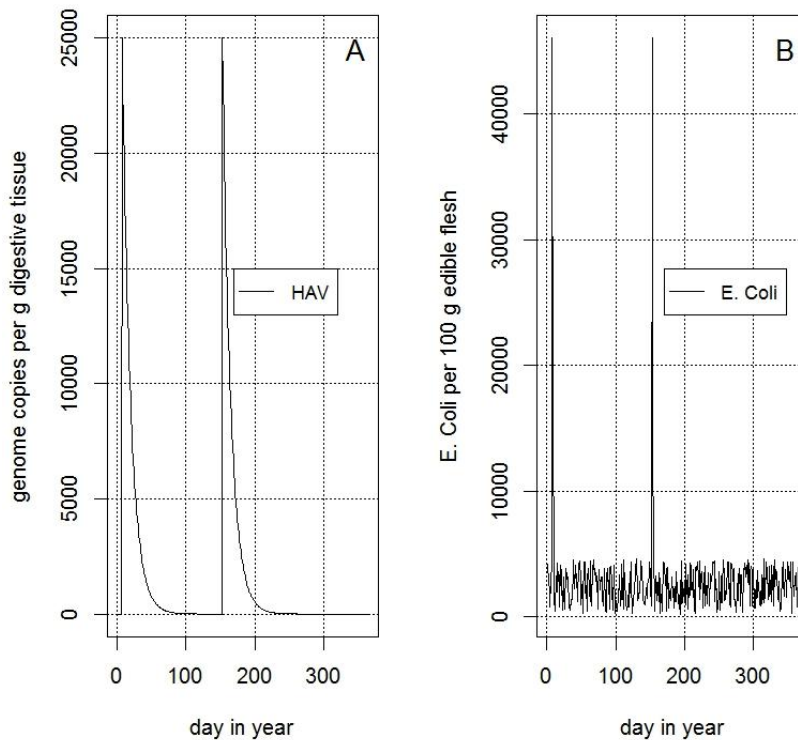 A
genome copies per g digestive tissue
25000
20000
15000
10000
5000
0
HAV
0 100 200 300
day in year
B
E. Coli per 100 g edible flesh
40000
30000
20000
10000
0
E. Coli
0 100 200 300
day in year